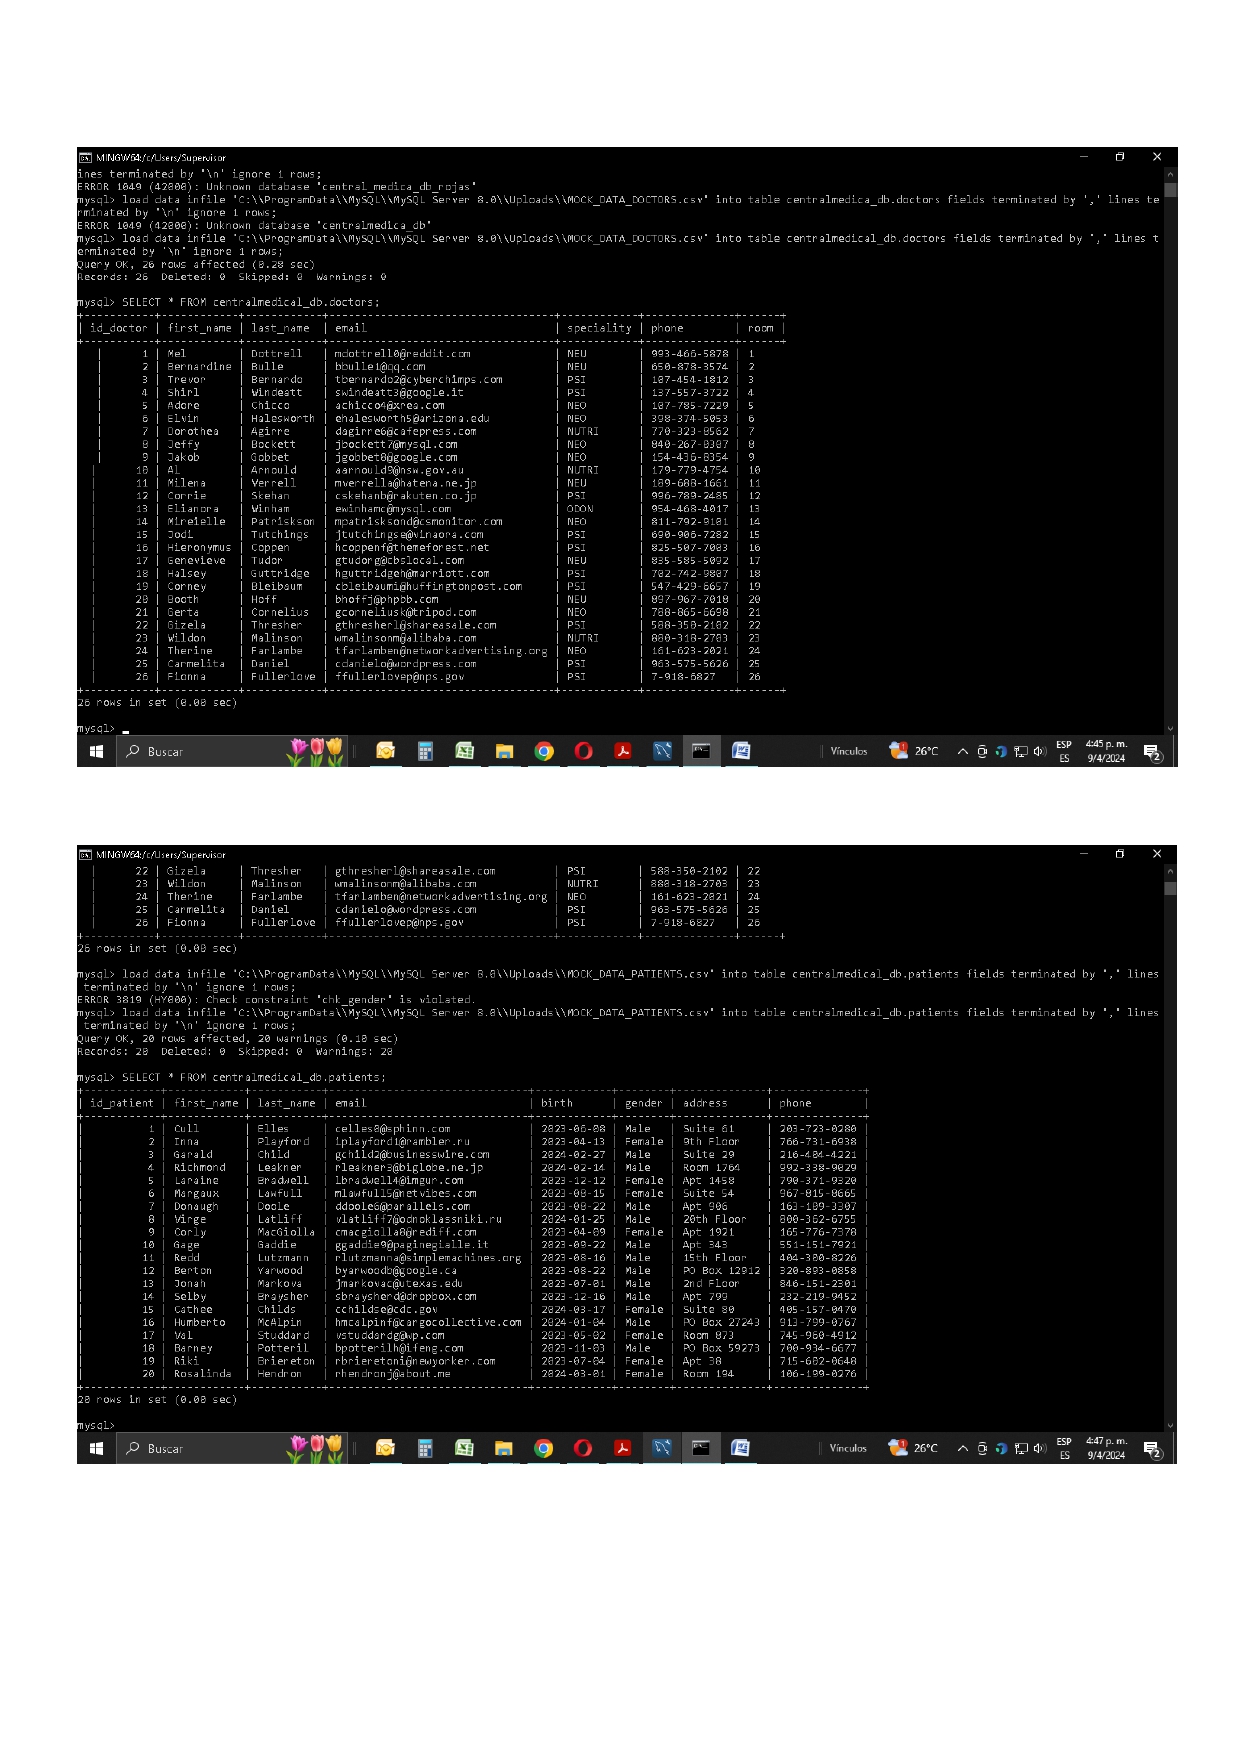 MINGW64:/c/Users/Supervisor
ines terminated by '\n' ignore 1 rows;
ERROR 1049 (42000): Unknown database 'central_medica_db_rojas'
mysql> load data infile 'C:\\ProgramData\\MySQL\\MySQL Server 8.0\\Uploads\\MOCK_DATA_DOCTORS.csv' into table centralmedica_db.doctors fields terminated by ',' lines te
rminated by '\n' ignore 1 rows;
ERROR 1049 (42000): Unknown database 'centralmedica_db'
mysql> load data infile 'C:\\ProgramData\\MySQL\\MySQL Server 8.0\\Uploads\\MOCK_DATA_DOCTORS.csv' into table centralmedical_db.doctors fields terminated by ',' lines t
erminated by '\n' ignore 1 rows;
Query OK, 26 rows affected (0.28 sec)
Records: 26 Deleted: 0 Skipped: 0 Warnings: 0
mysql> SELECT * FROM centralmedical_db.doctors;
| id_doctor | first_name | last_name | email | speciality | phone | room |
| 1 | Mel | Dottrell | mdottrell0@reddit.com | NEU | 993-466-5878 | 1
| 2 | Bernardine | Bulle | bbulle1@qq.com | NEU | 650-878-3574 | 2
| 3 | Trevor | Bernardo | tbernardo2@cyberchimps.com | PSI | 107-454-1812 | 3
| 4 | Shirl | Windeatt | swindeatt3@google.it | PSI | 137-557-3722 | 4
| 5 | Adore | Chicco | achicco4@xrea.com | NEO | 107-785-7229 | 5
| 6 | Elvin | Halesworth | ehalesworth5@arizona.edu | NEO | 398-374-5053 | 6
| 7 | Dorothea | Agirre | dagirre6@cafepress.com | NUTRI | 770-323-8562 | 7
| 8 | Jeffy | Bockett | jbockett7@mysql.com | NEO | 840-267-8387 | 8
| 9 | Jakob | Gobbet | jgobbet8@google.com | NEO | 154-436-8354 | 9
| 10 | Al | Arnould | aarnould9@nsw.gov.au | NUTRI | 179-779-4754 | 10
| 11 | Milena | Verrell | mverrella@hatena.ne.jp | NEU | 189-688-1661 | 11
| 12 | Corrie | Skehan | cskehanb@rakuten.co.jp | PSI | 996-789-2485 | 12
| 13 | Elianora | Winham | ewinhamc@mysql.com | ODON | 954-468-4017 | 13
| 14 | Mireielle | Patriskson | mpatrisksond@csmonitor.com | NEO | 811-792-9101 | 14
| 15 | Jodi | Tutchings | jtutchingse@vinaora.com | PSI | 690-906-7282 | 15
| 16 | Hieronymus | Coppen | hcoppenf@themeforest.net | PSI | 825-507-7003 | 16
| 17 | Genevieve | Tudor | gtudorg@cbslocal.com | NEU | 835-585-5092 | 17
| 18 | Halsey | Guttridge | hguttridgeh@marriott.com | PSI | 702-742-9807 | 18
| 19 | Corney | Bleibaum | cbleibaumi@huffingtonpost.com | PSI | 547-429-6657 | 19
| 20 | Booth | Hoff | bhoffj@phpbb.com | NEU | 897-967-7018 | 20
| 21 | Gerta | Cornelius | gcorneliusk@tripod.com | NEO | 788-865-6698 | 21
| 22 | Gizela | Thresher | gthresherl@shareasale.com | PSI | 588-350-2102 | 22
| 23 | Wildon | Malinson | wmalinsonm@alibaba.com | NUTRI | 880-318-2703 | 23
| 24 | Therine | Farlambe | tfarlamben@networkadvertising.org | NEO | 161-623-2021 | 24
| 25 | Carmelita | Daniel | cdanielo@wordpress.com | PSI | 963-575-5626 | 25
| 26 | Fionna | Fullerlove | ffullerlovep@nps.gov | PSI | 7-918-6827 | 26
26 rows in set (0.00 sec)
mysql>
Buscar Vínculos 26°C ESP 4:45 p. m.
ES 9/4/2024 2
MINGW64:/c/Users/Supervisor
| 22 | Gizela | Thresher | gthresherl@shareasale.com | PSI | 588-350-2102 | 22
| 23 | Wildon | Malinson | wmalinsonm@alibaba.com | NUTRI | 880-318-2703 | 23
| 24 | Therine | Farlambe | tfarlamben@networkadvertising.org | NEO | 161-623-2021 | 24
| 25 | Carmelita | Daniel | cdanielo@wordpress.com | PSI | 963-575-5626 | 25
| 26 | Fionna | Fullerlove | ffullerlovep@nps.gov | PSI | 7-918-6827 | 26
26 rows in set (0.00 sec)
mysql> load data infile 'C:\\ProgramData\\MySQL\\MySQL Server 8.0\\Uploads\\MOCK_DATA_PATIENTS.csv' into table centralmedical_db.patients fields terminated by ',' lines
terminated by '\n' ignore 1 rows;
ERROR 3819 (HY000): Check constraint 'chk_gender' is violated.
mysql> load data infile 'C:\\ProgramData\\MySQL\\MySQL Server 8.0\\Uploads\\MOCK_DATA_PATIENTS.csv' into table centralmedical_db.patients fields terminated by ',' lines
terminated by '\n' ignore 1 rows;
Query OK, 20 rows affected, 20 warnings (0.10 sec)
Records: 20 Deleted: 0 Skipped: 0 Warnings: 20
mysql> SELECT * FROM centralmedical_db.patients;
| id_patient | first_name | last_name | email | birth | gender | address | phone |
| 1 | Cull | Elles | celles0@sphinn.com | 2023-06-08 | Male | Suite 61 | 203-723-0280 |
| 2 | Inna | Playford | iplayford1@rambler.ru | 2023-04-13 | Female | 9th Floor | 766-731-6938 |
| 3 | Garald | Child | gchild2@businesswire.com | 2024-02-27 | Male | Suite 29 | 216-404-4221 |
| 4 | Richmond | Leakner | rleakner3@biglobe.ne.jp | 2024-02-14 | Male | Room 1764 | 992-338-9029 |
| 5 | Laraine | Bradwell | lbradwell4@imgur.com | 2023-12-12 | Female | Apt 1458 | 790-371-9320 |
| 6 | Margaux | Lawfull | mlawfull5@netvibes.com | 2023-08-15 | Female | Suite 54 | 967-815-8665 |
| 7 | Donaugh | Doole | ddoole6@parallels.com | 2023-08-22 | Male | Apt 906 | 163-109-3307 |
| 8 | Virge | Latliff | vlatliff7@odnoklassniki.ru | 2024-01-25 | Male | 20th Floor | 800-362-6755 |
| 9 | Corly | MacGiolla | cmacgiolla8@rediff.com | 2023-04-09 | Female | Apt 1921 | 165-776-7378 |
| 10 | Gage | Gaddie | ggaddie9@paginegialle.it | 2023-09-22 | Male | Apt 343 | 551-151-7921 |
| 11 | Redd | Lutzmann | rlutzmanna@simplemachines.org | 2023-08-16 | Male | 15th Floor | 404-300-8226 |
| 12 | Berton | Yarwood | byarwoodb@google.ca | 2023-08-22 | Male | PO Box 12912 | 320-893-0858 |
| 13 | Jonah | Markova | jmarkovac@utexas.edu | 2023-07-01 | Male | 2nd Floor | 846-151-2301 |
| 14 | Selby | Braysher | sbraysherd@dropbox.com | 2023-12-16 | Male | Apt 799 | 232-219-9452 |
| 15 | Cathee | Childs | cchildse@cdc.gov | 2024-03-17 | Female | Suite 80 | 405-157-0470 |
| 16 | Humberto | McAlpin | hmcalpinf@cargocollective.com | 2024-01-04 | Male | PO Box 27243 | 913-799-0767 |
| 17 | Val | Studdard | vstuddardg@wp.com | 2023-05-02 | Female | Room 873 | 745-960-4912 |
| 18 | Barney | Potteril | bpotterilh@ifeng.com | 2023-11-03 | Male | PO Box 59273 | 700-934-6677 |
| 19 | Riki | Briereton | rbrieretoni@newyorker.com | 2023-07-04 | Female | Apt 38 | 715-602-0648 |
| 20 | Rosalinda | Hendron | rhendronj@about.me | 2024-03-01 | Female | Room 194 | 106-199-0276 |
20 rows in set (0.00 sec)
mysql>
Buscar Vínculos 26°C ESP 4:47 p. m.
ES 9/4/2024 2